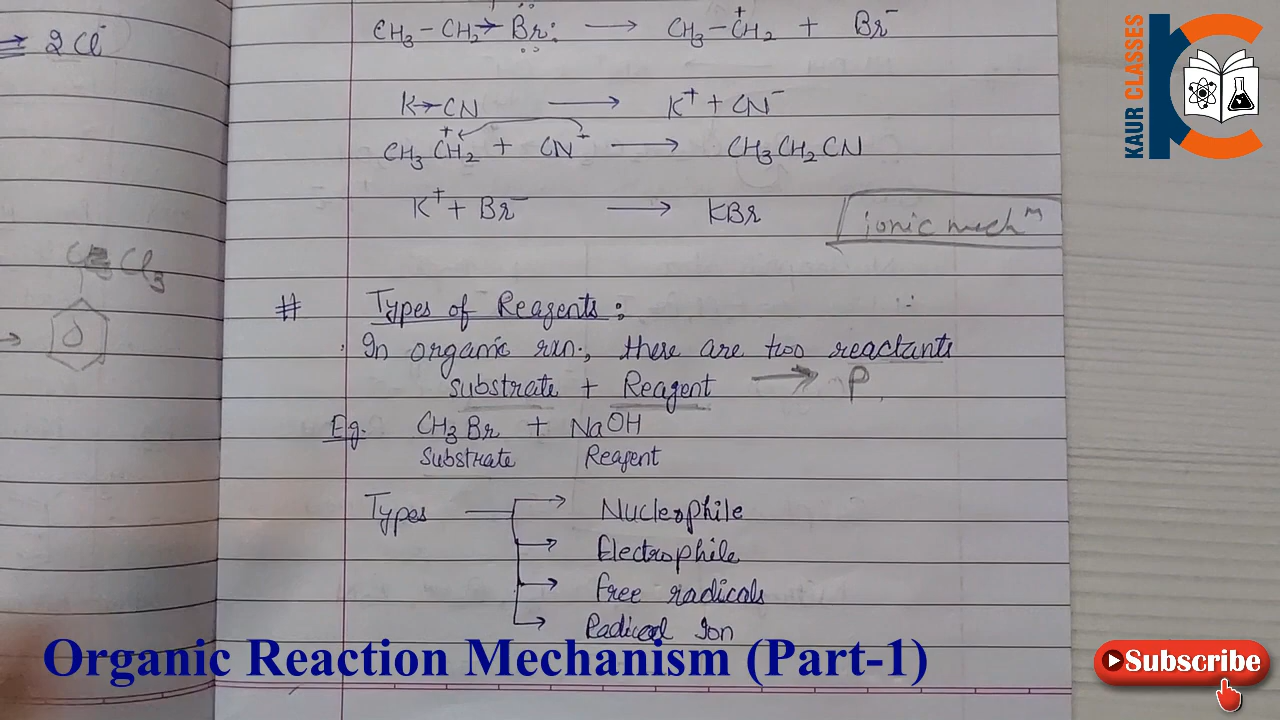 ⇒ 2Cl⁻
CH₃–CH₂→Br: → CH₃–C⁺H₂ + Br⁻
K→CN → K⁺ + CN⁻
CH₃C⁺H₂ + CN⁻ → CH₃CH₂CN
K⁺ + Br⁻ → KBr
ionic mechᵐ
# Types of Reagents :
In organic rxn., there are two reactants
substrate + Reagent → P
Eg. CH₃Br + NaOH
Substrate Reagent
Types → Nucleophile
→ Electrophile
→ Free radicals
→ Radical Ion
KAUR CLASSES
Organic Reaction Mechanism (Part-1)
Subscribe